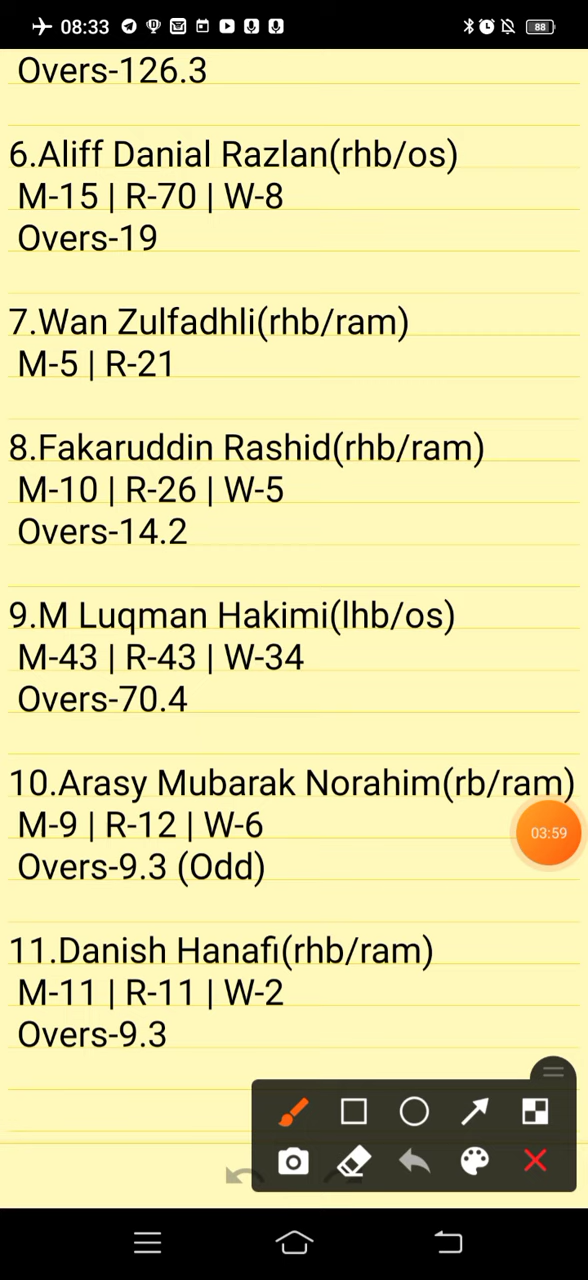 08:33
88
Overs-126.3
6.Aliff Danial Razlan(rhb/os)
M-15 | R-70 | W-8
Overs-19
7.Wan Zulfadhli(rhb/ram)
M-5 | R-21
8.Fakaruddin Rashid(rhb/ram)
M-10 | R-26 | W-5
Overs-14.2
9.M Luqman Hakimi(lhb/os)
M-43 | R-43 | W-34
Overs-70.4
10.Arasy Mubarak Norahim(rb/ram)
M-9 | R-12 | W-6
03:59
Overs-9.3 (Odd)
11.Danish Hanafi(rhb/ram)
M-11 | R-11 | W-2
Overs-9.3